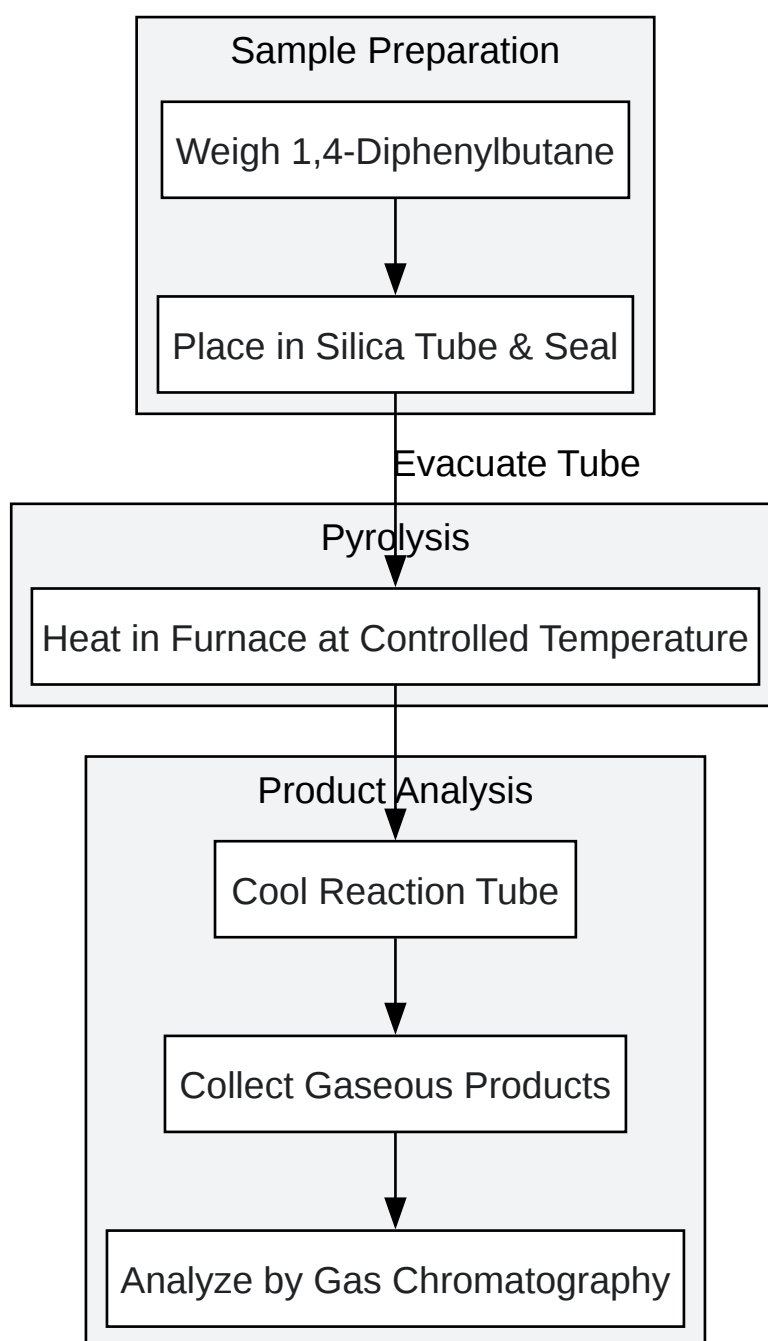 Sample Preparation
Weigh 1,4-Diphenylbutane
Place in Silica Tube & Seal
Evacuate Tube
Pyrolysis
Heat in Furnace at Controlled Temperature
Product Analysis
Cool Reaction Tube
Collect Gaseous Products
Analyze by Gas Chromatography